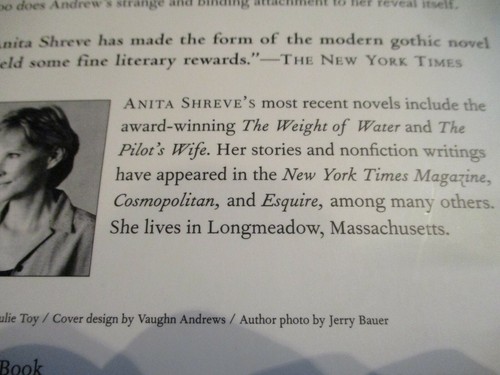 does Andrew's strange and binding attachment to her reveal itself.
Anita Shreve has made the form of the modern gothic novel
some fine literary rewards."—THE NEW YORK TIMES
ANITA SHREVE'S most recent novels include the
award-winning The Weight of Water and The
Pilot's Wife. Her stories and nonfiction writings
have appeared in the New York Times Magazine,
Cosmopolitan, and Esquire, among many others.
She lives in Longmeadow, Massachusetts.
Toy / Cover design by Vaughn Andrews / Author photo by Jerry Bauer
Book